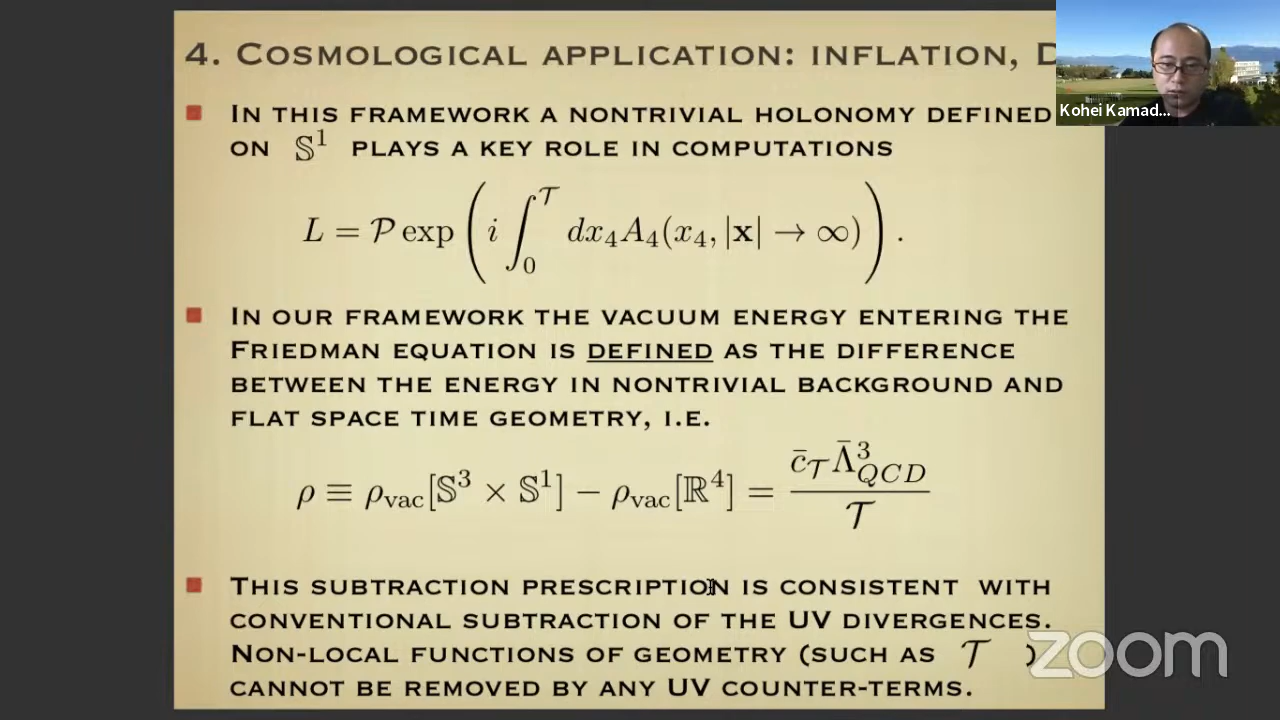 4. Cosmological application: inflation, D
Kohei Kamad...
■ In this framework a nontrivial holonomy defined
on 𝕊¹ plays a key role in computations
L = 𝒫 exp ( i ∫₀^𝒯 dx₄A₄(x₄, |𝐱| → ∞) ) .
■ In our framework the vacuum energy entering the
Friedman equation is defined as the difference
between the energy in nontrivial background and
flat space time geometry, i.e.
ρ ≡ ρ_vac[𝕊³ × 𝕊¹] − ρ_vac[ℝ⁴] = c̄_𝒯 Λ̄³_QCD / 𝒯
■ This subtraction prescription is consistent with
conventional subtraction of the UV divergences.
Non-local functions of geometry (such as 𝒯 )
cannot be removed by any UV counter-terms.
zoom